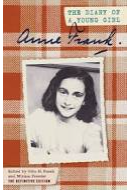 THE DIARY OF
A YOUNG GIRL
Anne Frank.
Edited by Otto H. Frank
and Mirjam Pressler
THE DEFINITIVE EDITION